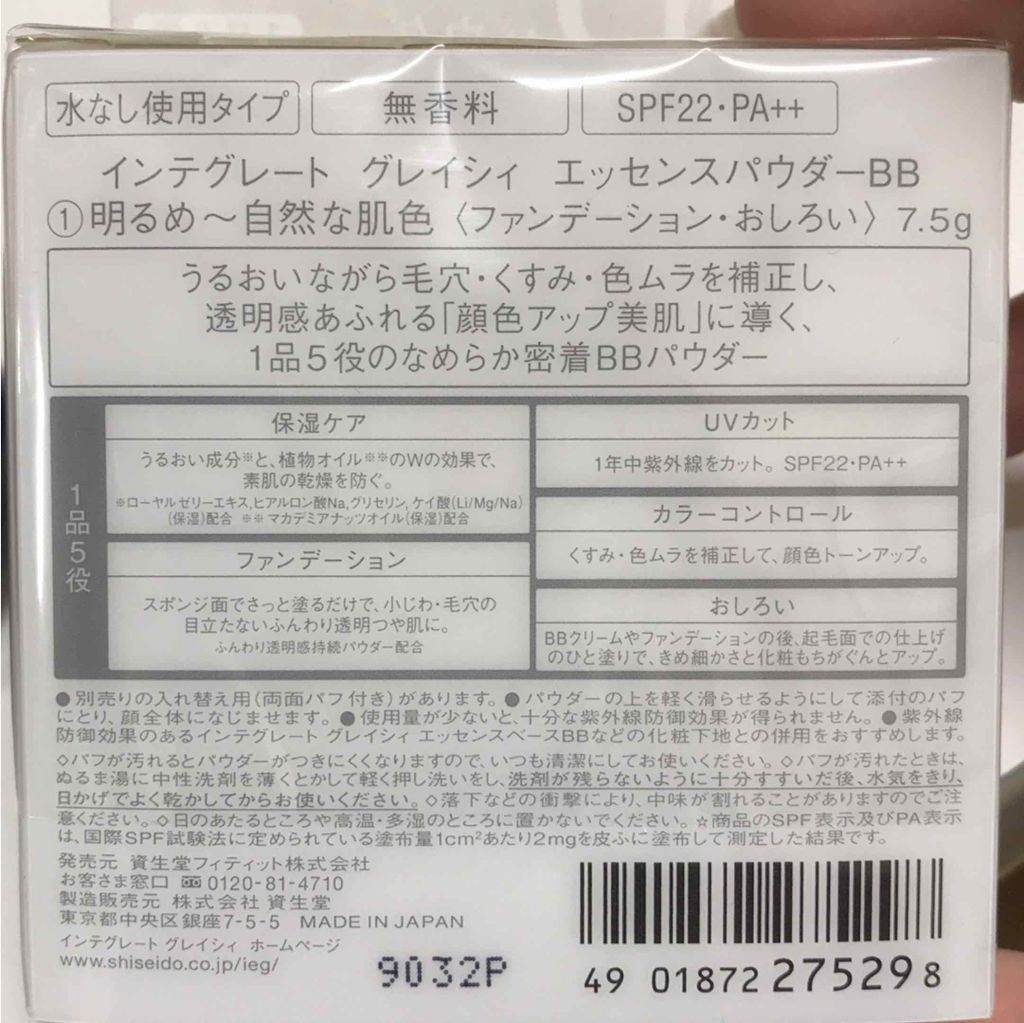 水なし使用タイプ 無香料 SPF22・PA++
インテグレート グレイシィ エッセンスパウダーBB
①明るめ～自然な肌色〈ファンデーション・おしろい〉7.5g
うるおいながら毛穴・くすみ・色ムラを補正し、
透明感あふれる「顔色アップ美肌」に導く、
1品5役のなめらか密着BBパウダー
1品5役
保湿ケア
うるおい成分※と、植物オイル※※のWの効果で、
素肌の乾燥を防ぐ。
※ローヤルゼリーエキス,ヒアルロン酸Na,グリセリン,ケイ酸(Li/Mg/Na)
(保湿)配合 ※※マカデミアナッツオイル(保湿)配合
ファンデーション
スポンジ面でさっと塗るだけで、小じわ・毛穴の
目立たないふんわり透明つや肌に。
ふんわり透明感持続パウダー配合
UVカット
1年中紫外線をカット。SPF22・PA++
カラーコントロール
くすみ・色ムラを補正して、顔色トーンアップ。
おしろい
BBクリームやファンデーションの後、起毛面での仕上げ
のひと塗りで、きめ細かさと化粧もちがぐんとアップ。
●別売りの入れ替え用(両面パフ付き)があります。●パウダーの上を軽く滑らせるようにして添付のパフ
にとり、顔全体になじませます。●使用量が少ないと、十分な紫外線防御効果が得られません。●紫外線
防御効果のあるインテグレート グレイシィ エッセンスベースBBなどの化粧下地との併用をおすすめします。
◇パフが汚れるとパウダーがつきにくくなりますので、いつも清潔にしてお使いください。◇パフが汚れたときは、
ぬるま湯に中性洗剤を薄くとかして軽く押し洗いをし、洗剤が残らないように十分すすいだ後、水気をきり、
日かげでよく乾かしてからお使いください。◇落下などの衝撃により、中味が割れることがありますのでご注
意ください。◇日のあたるところや高温・多湿のところに置かないでください。☆商品のSPF表示及びPA表示
は、国際SPF試験法に定められている塗布量1cm²あたり2mgを皮ふに塗布して測定した結果です。
発売元 資生堂フィティット株式会社
お客さま窓口 0120-81-4710
製造販売元 株式会社 資生堂
東京都中央区銀座7-5-5 MADE IN JAPAN
インテグレート グレイシィ ホームページ
www.shiseido.co.jp/ieg/
9032P
49 01872 275298